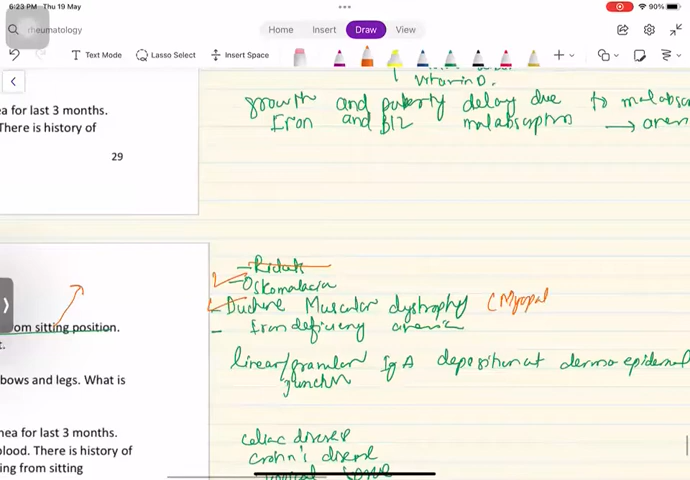 6:23 PM Thu 19 May
90%
rheumatology
Home Insert Draw View
Text Mode
Lasso Select
Insert Space
Vitamin D.
ea for last 3 months.
There is history of
29
growth and puberty delay due to malabso
Iron and B12 malabsorption → anem
om sitting position.
t.
bows and legs. What is
nea for last 3 months.
blood. There is history of
ing from sitting
- Rickets
- Oskomalacia
- Duchene Muscular dystrophy (Myopat
- Iron deficieny anemia
linear/granular IgA deposition at dermo epidermal
junction
celiac disease
crohn's disease